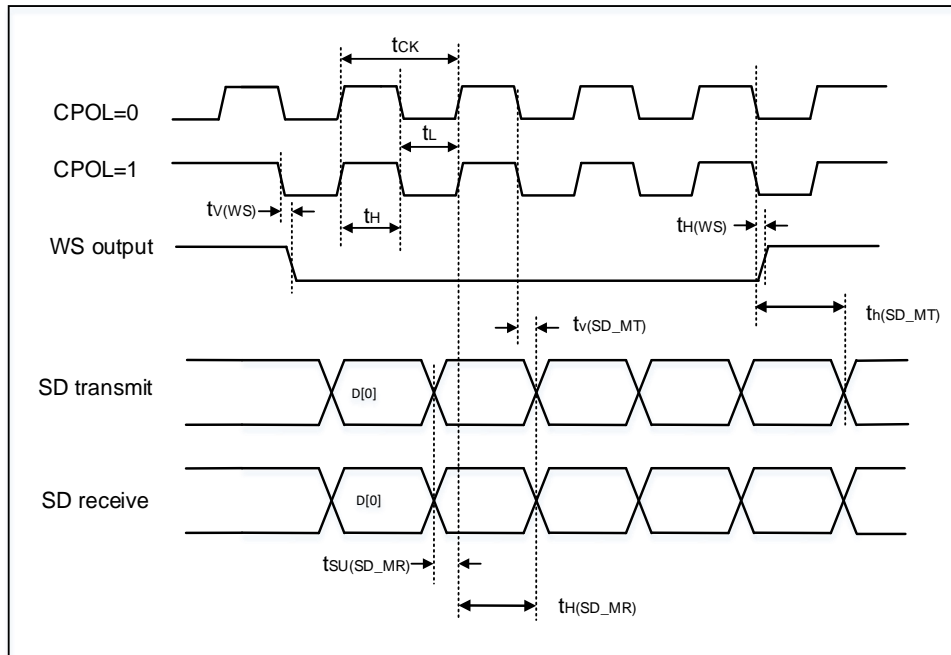 tCK
CPOL=0
tL
CPOL=1
tV(WS)
tH
tH(WS)
WS output
tv(SD_MT)
th(SD_MT)
SD transmit
D[0]
SD receive
D[0]
tSU(SD_MR)
tH(SD_MR)